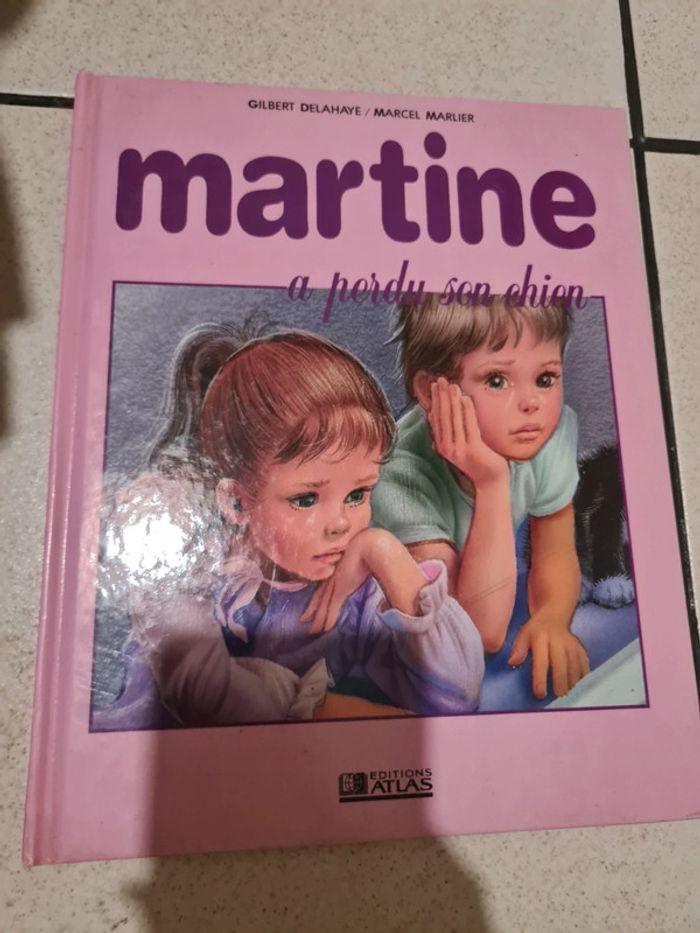 GILBERT DELAHAYE / MARCEL MARLIER
martine
a perdu son chien
EDITIONS
ATLAS